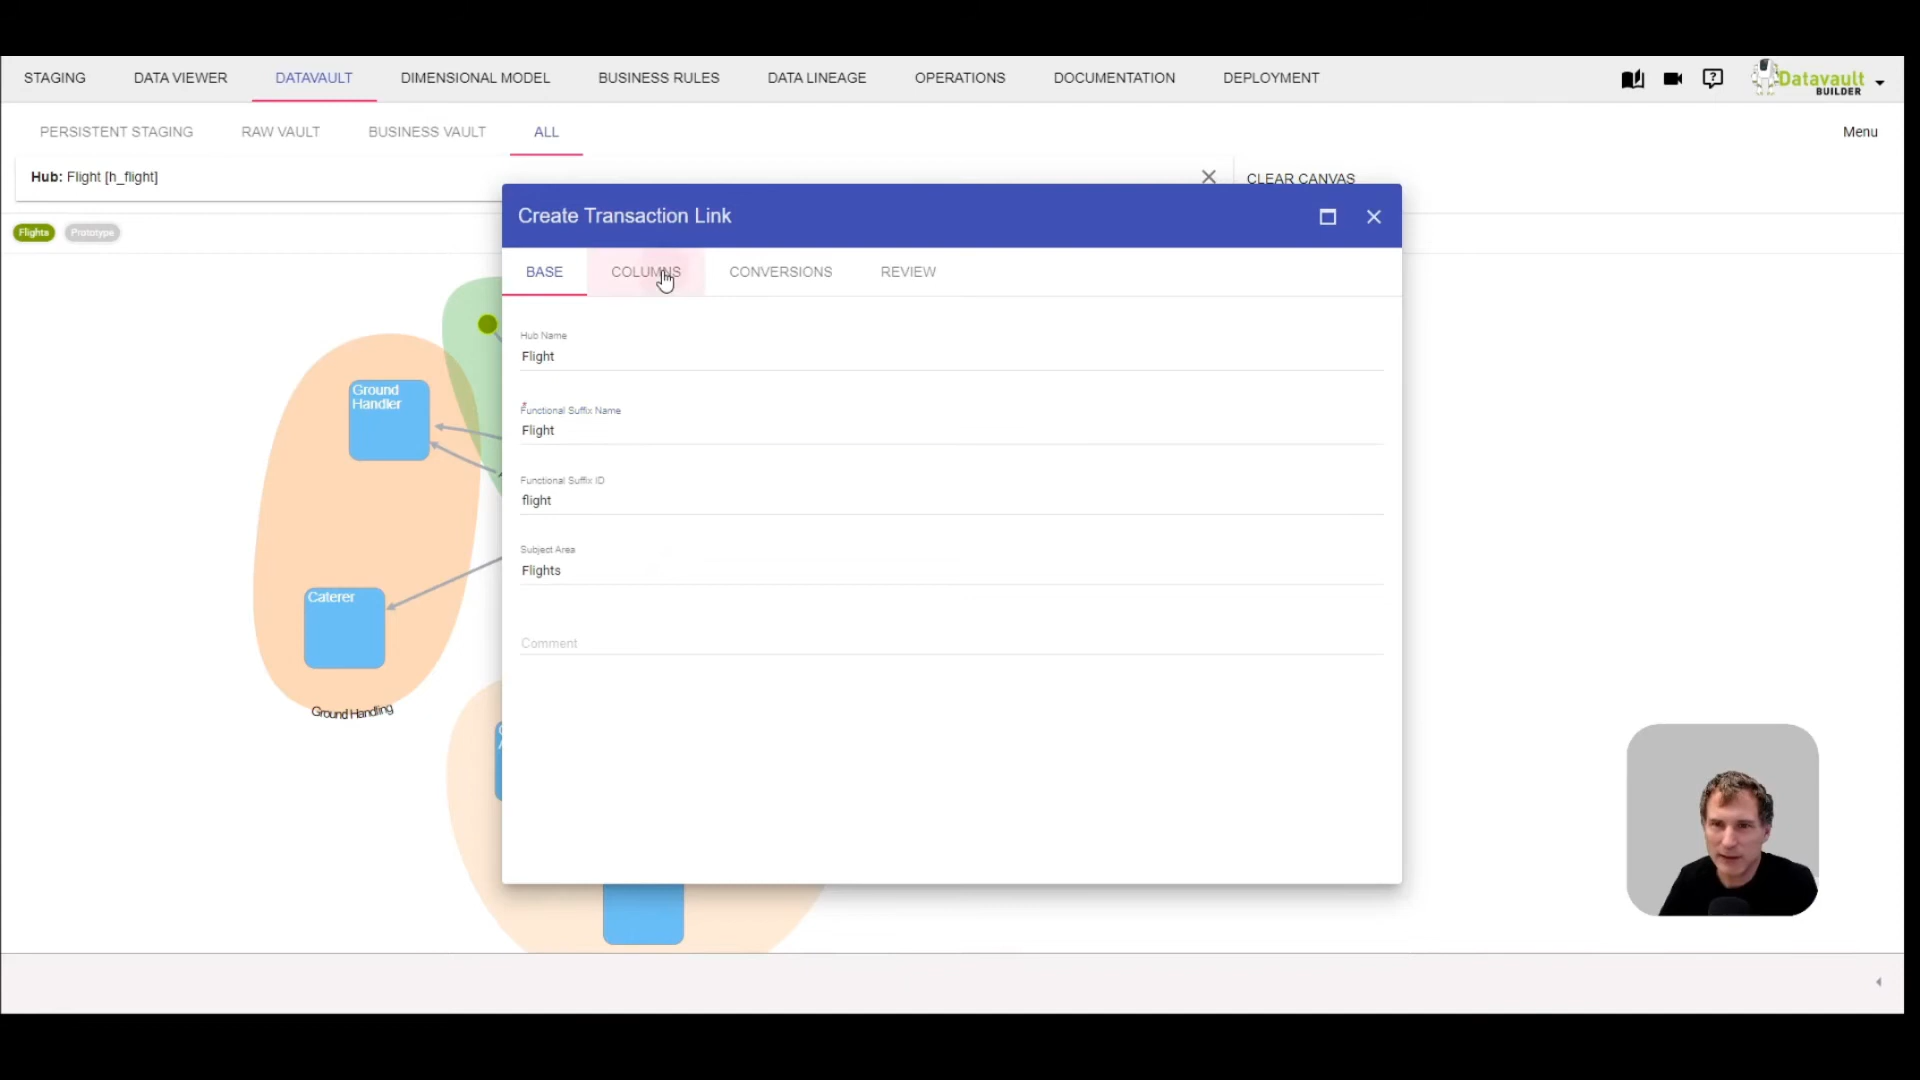 STAGING DATA VIEWER DATAVAULT DIMENSIONAL MODEL BUSINESS RULES DATA LINEAGE OPERATIONS DOCUMENTATION DEPLOYMENT
Datavault
BUILDER
PERSISTENT STAGING RAW VAULT BUSINESS VAULT ALL Menu
Hub: Flight [h_flight]
CLEAR CANVAS
Flights Prototype
Create Transaction Link
BASE COLUMNS CONVERSIONS REVIEW
Hub Name
Flight
*
Functional Suffix Name
Flight
Functional Suffix ID
flight
Subject Area
Flights
Comment
Ground
Handler
Caterer
Ground Handling